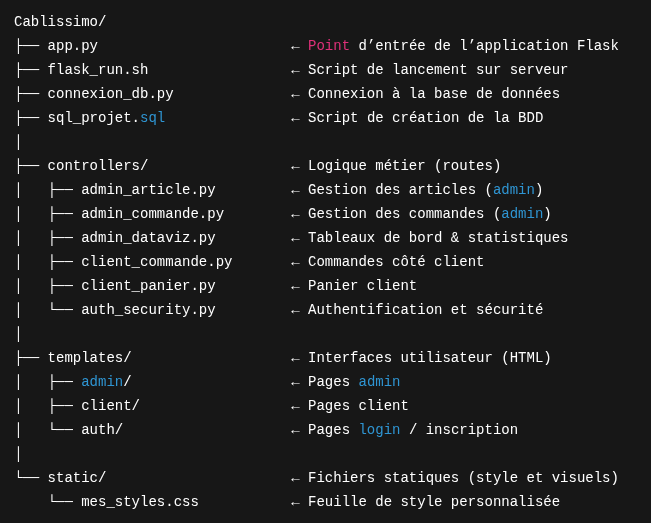 Cablissimo/
├── app.py                       ← Point d’entrée de l’application Flask
├── flask_run.sh                 ← Script de lancement sur serveur
├── connexion_db.py              ← Connexion à la base de données
├── sql_projet.sql               ← Script de création de la BDD
│
├── controllers/                 ← Logique métier (routes)
│   ├── admin_article.py         ← Gestion des articles (admin)
│   ├── admin_commande.py        ← Gestion des commandes (admin)
│   ├── admin_dataviz.py         ← Tableaux de bord & statistiques
│   ├── client_commande.py       ← Commandes côté client
│   ├── client_panier.py         ← Panier client
│   └── auth_security.py         ← Authentification et sécurité
│
├── templates/                   ← Interfaces utilisateur (HTML)
│   ├── admin/                   ← Pages admin
│   ├── client/                  ← Pages client
│   └── auth/                    ← Pages login / inscription
│
└── static/                      ← Fichiers statiques (style et visuels)
    └── mes_styles.css           ← Feuille de style personnalisée